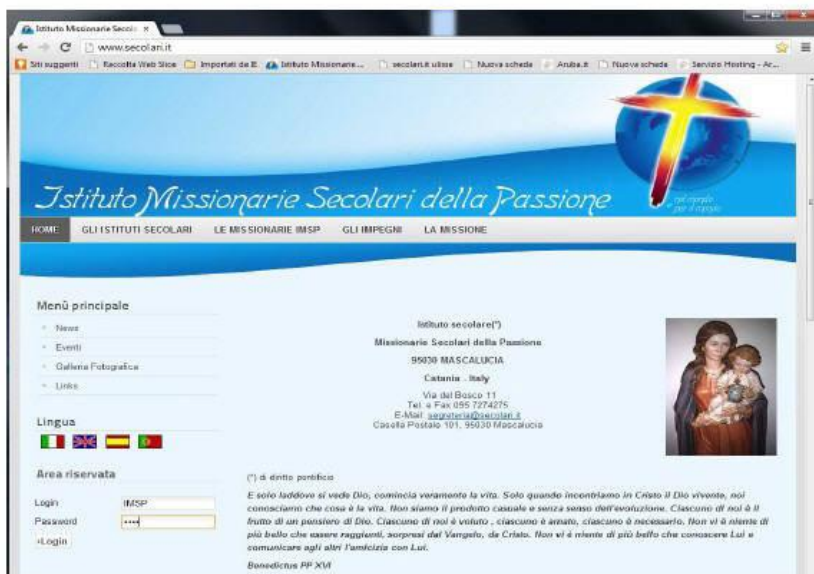 Istituto Missionarie Secola
www.secolari.it
Siti suggeriti Raccolta Web Slice Importati da IE Istituto Missionarie... secolari.it ulisse Nuova scheda Aruba.it Nuova scheda Servizio Hosting - Ar...
Istituto Missionarie Secolari della Passione
nel mondo
per il mondo
HOME GLI ISTITUTI SECOLARI LE MISSIONARIE IMSP GLI IMPEGNI LA MISSIONE
Menù principale
News
Eventi
Galleria Fotografica
Links
Lingua
Area riservata
Login IMSP
Password ••••
Login
Istituto secolare(*)
Missionarie Secolari della Passione
95030 MASCALUCIA
Catania - Italy
Via del Bosco 11
Tel. e Fax 095 7274275
E-Mail: segreteria@secolari.it
Casella Postale 101, 95030 Mascalucia
(*) di diritto pontificio
E solo laddove si vede Dio, comincia veramente la vita. Solo quando incontriamo in Cristo il Dio vivente, noi
conosciamo che cosa è la vita. Non siamo il prodotto casuale e senza senso dell'evoluzione. Ciascuno di noi è il
frutto di un pensiero di Dio. Ciascuno di noi è voluto , ciascuno è amato, ciascuno è necessario. Non vi è niente di
più bello che essere raggiunti, sorpresi dal Vangelo, da Cristo. Non vi è niente di più bello che conoscere Lui e
comunicare agli altri l'amicizia con Lui.
Benedictus PP XVI